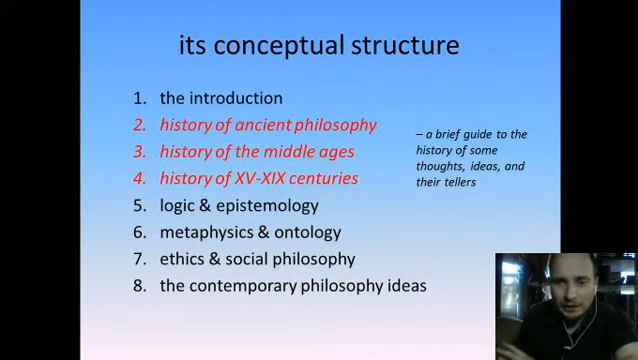 its conceptual structure
1. the introduction
2. history of ancient philosophy
3. history of the middle ages
4. history of XV-XIX centuries
5. logic & epistemology
6. metaphysics & ontology
7. ethics & social philosophy
8. the contemporary philosophy ideas
– a brief guide to the
history of some
thoughts, ideas, and
their tellers